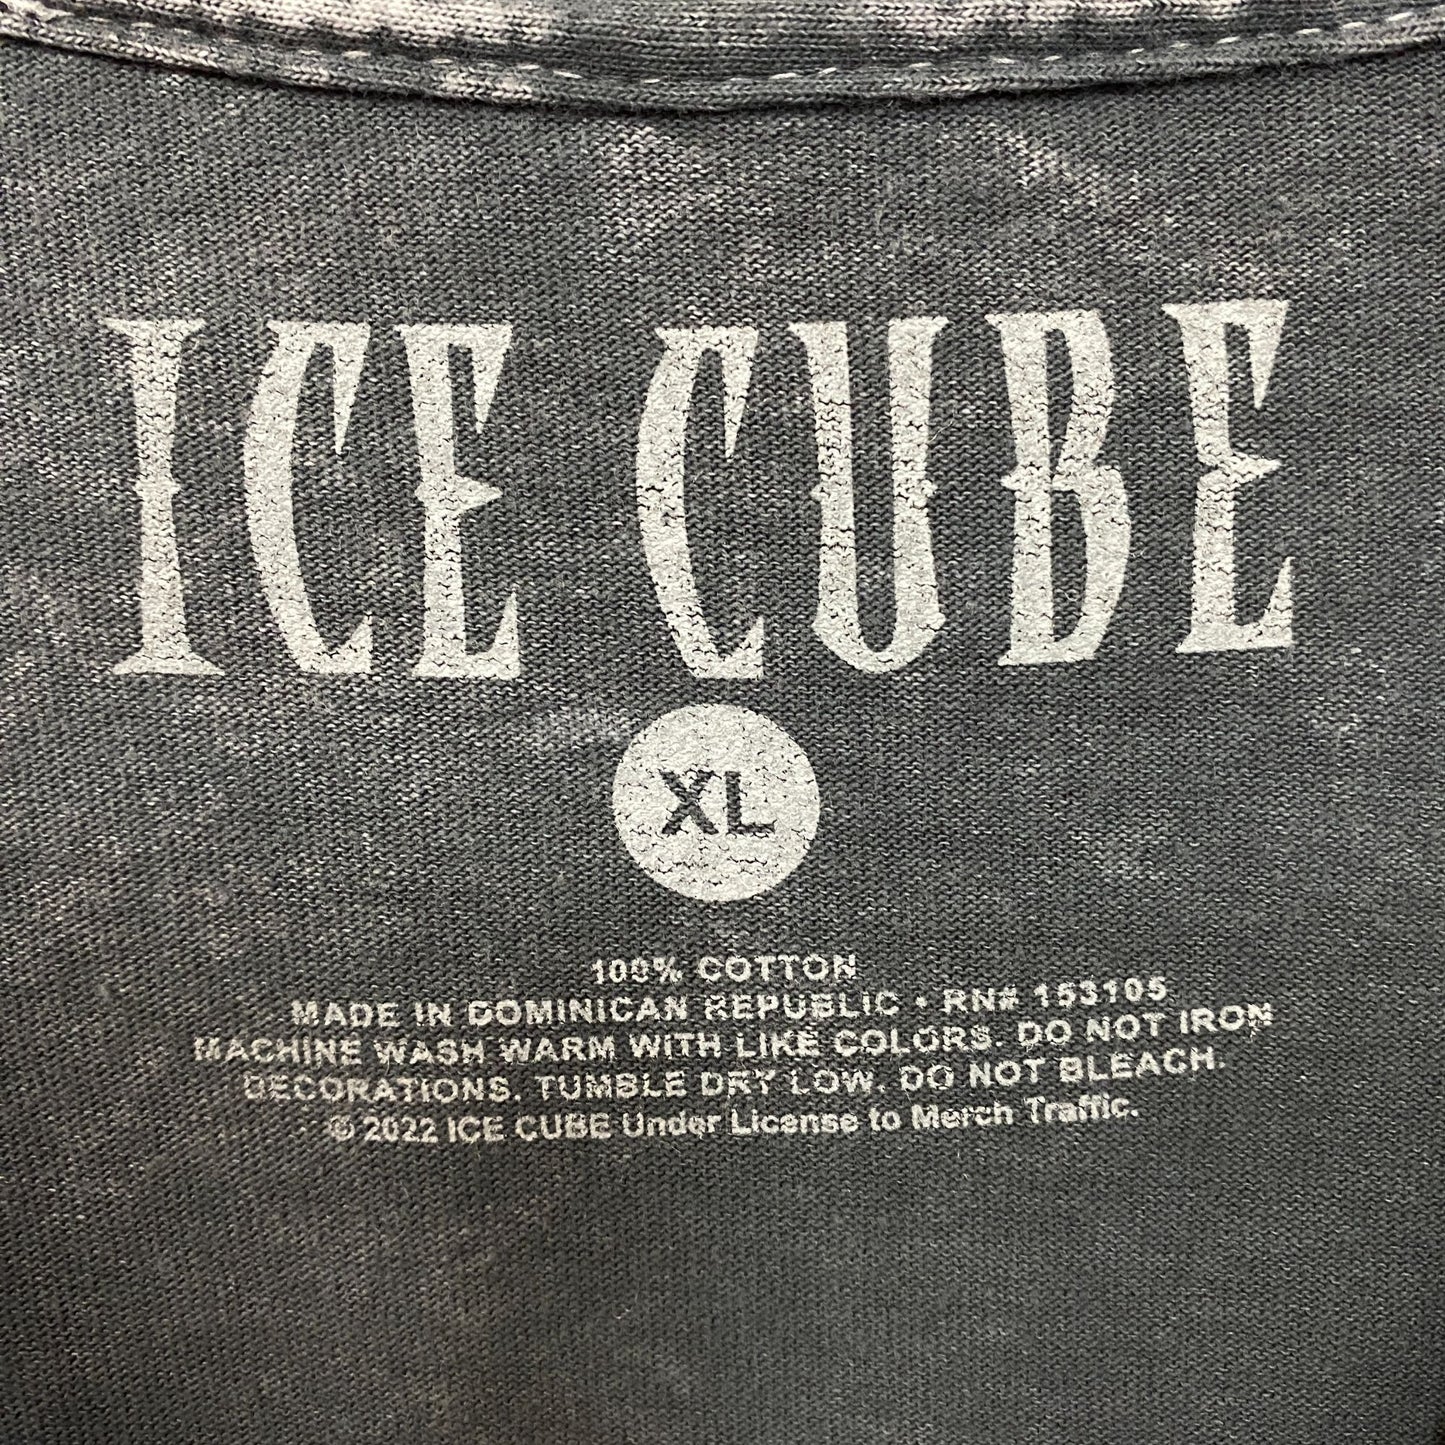 ICE CUBE
XL
100% COTTON
MADE IN DOMINICAN REPUBLIC • RN# 153105
MACHINE WASH WARM WITH LIKE COLORS. DO NOT IRON
DECORATIONS. TUMBLE DRY LOW. DO NOT BLEACH.
© 2022 ICE CUBE Under License to Merch Traffic.